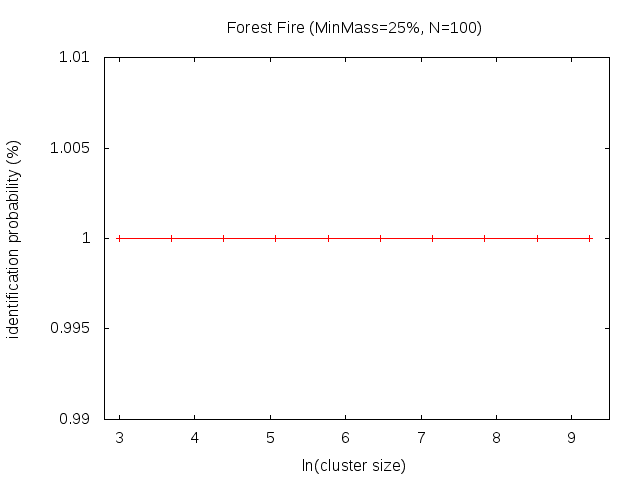 Forest Fire (MinMass=25%, N=100)
1.01
1.005
1
0.995
0.99
identification probability (%)
3 4 5 6 7 8 9
ln(cluster size)